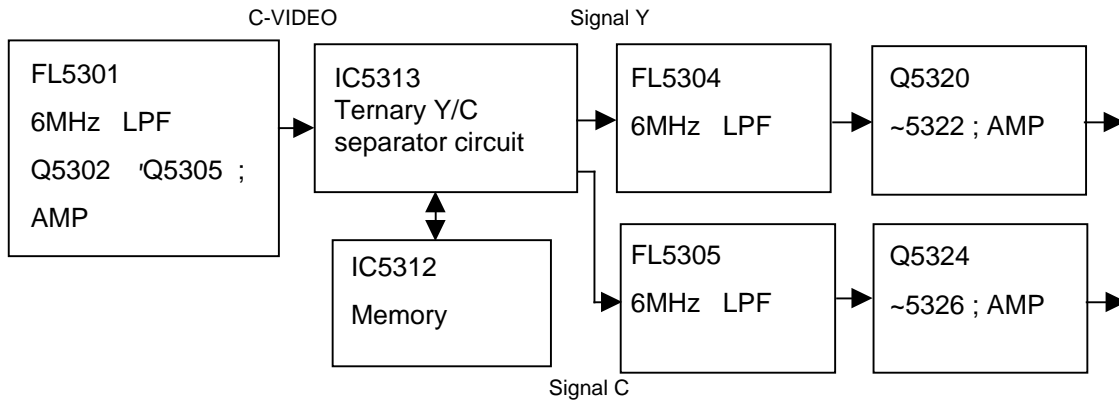 C-VIDEO
Signal Y
FL5301
6MHz LPF
Q5302 'Q5305 ;
AMP
IC5313
Ternary Y/C
separator circuit
FL5304
6MHz LPF
Q5320
~5322 ; AMP
IC5312
Memory
FL5305
6MHz LPF
Q5324
~5326 ; AMP
Signal C